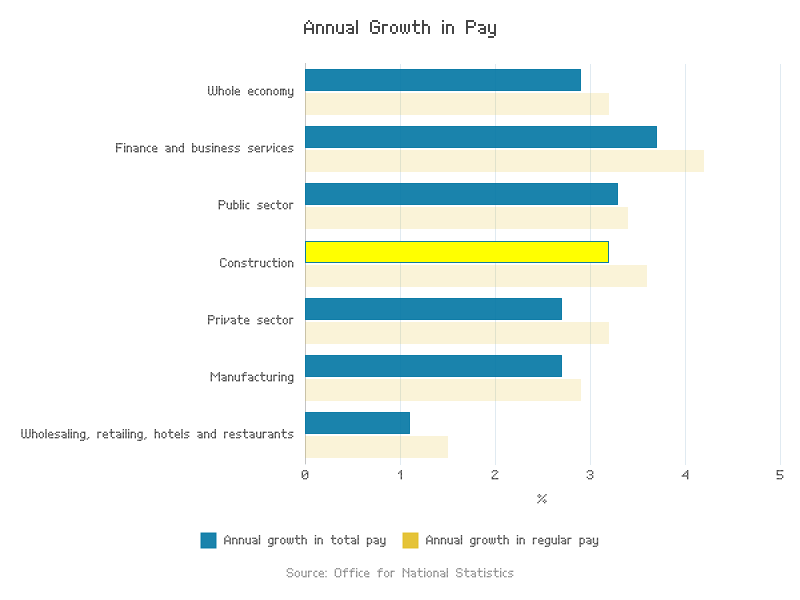 Annual Growth in Pay
Whole economy
Finance and business services
Public sector
Construction
Private sector
Manufacturing
Wholesaling, retailing, hotels and restaurants
0 1 2 3 4 5
%
Annual growth in total pay Annual growth in regular pay
Source: Office for National Statistics